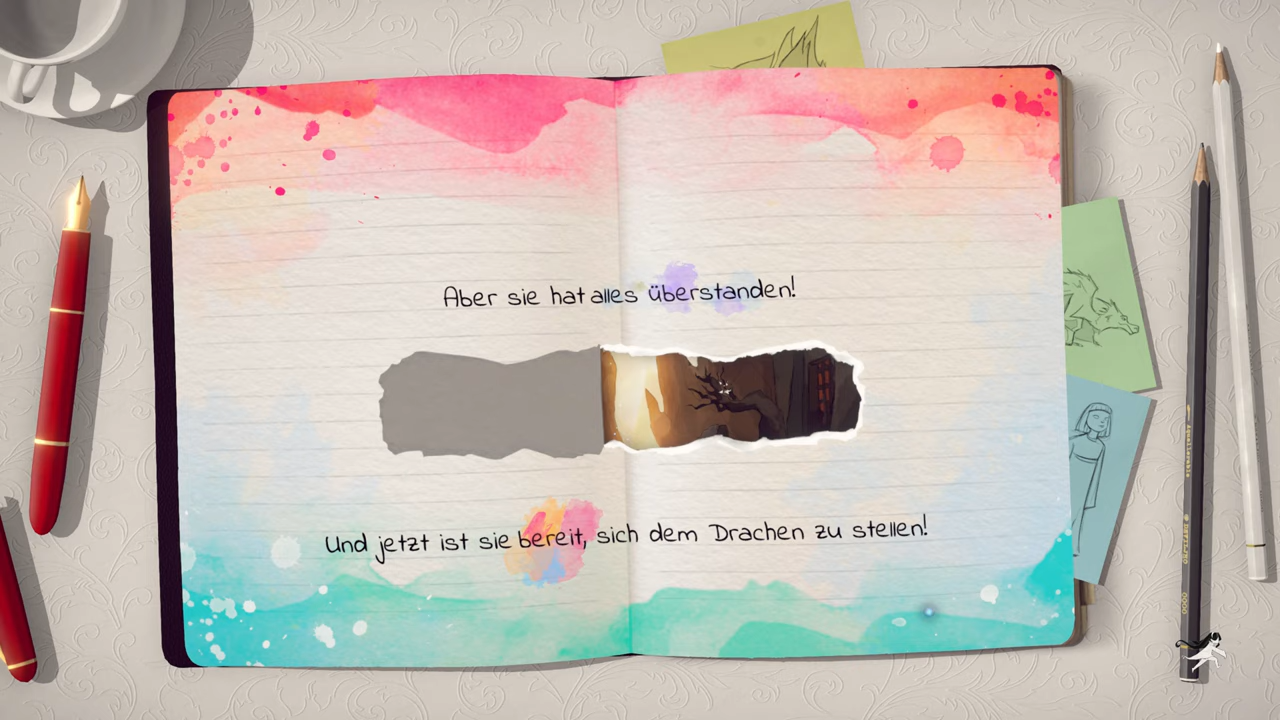 Aber sie hat alles überstanden!
Und jetzt ist sie bereit, sich dem Drachen zu stellen!